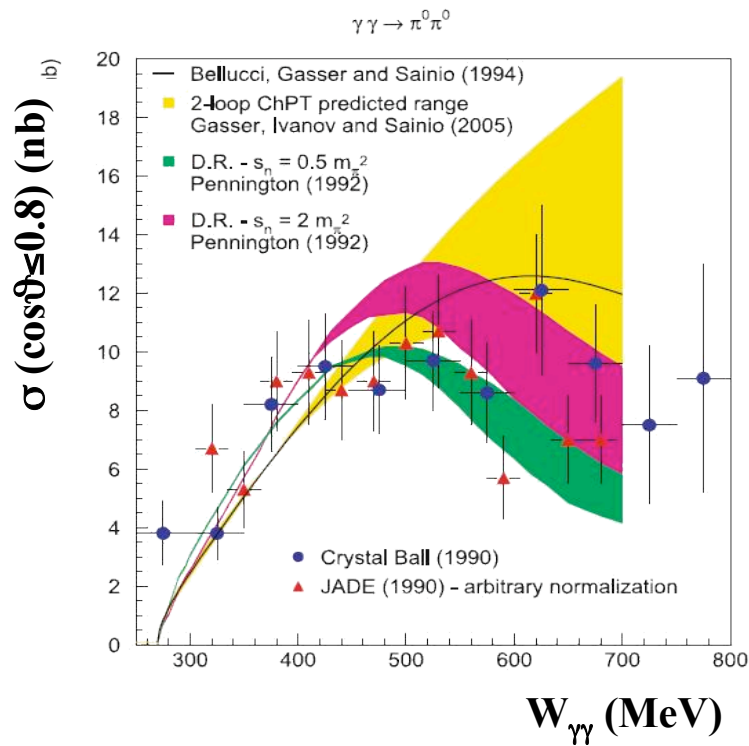 γ γ → π⁰π⁰
σ (cosϑ≤0.8) (nb)
b)
20
18
16
14
12
10
8
6
4
2
0
Bellucci, Gasser and Sainio (1994)
2-loop ChPT predicted range
Gasser, Ivanov and Sainio (2005)
D.R. - sₙ = 0.5 m_π²
Pennington (1992)
D.R. - sₙ = 2 m_π²
Pennington (1992)
Crystal Ball (1990)
JADE (1990) - arbitrary normalization
300 400 500 600 700 800
W_γγ (MeV)